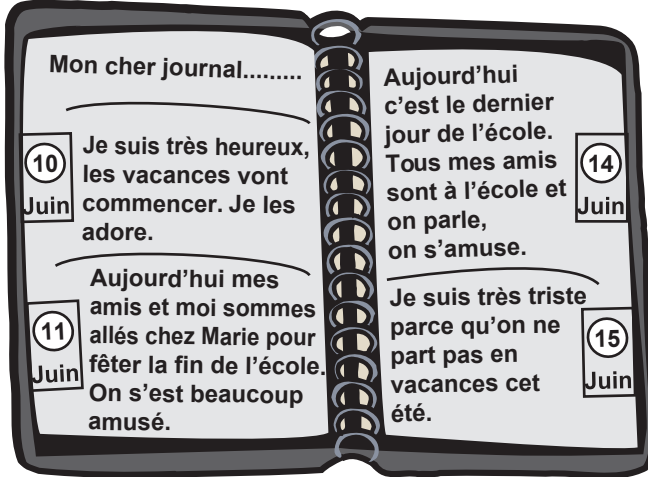 Mon cher journal.........
10
Juin
Je suis très heureux,
les vacances vont
commencer. Je les
adore.
11
Juin
Aujourd’hui mes
amis et moi sommes
allés chez Marie pour
fêter la fin de l’école.
On s’est beaucoup
amusé.
Aujourd’hui
c’est le dernier
jour de l’école.
Tous mes amis
sont à l’école et
on parle,
on s’amuse.
14
Juin
Je suis très triste
parce qu’on ne
part pas en
vacances cet
été.
15
Juin